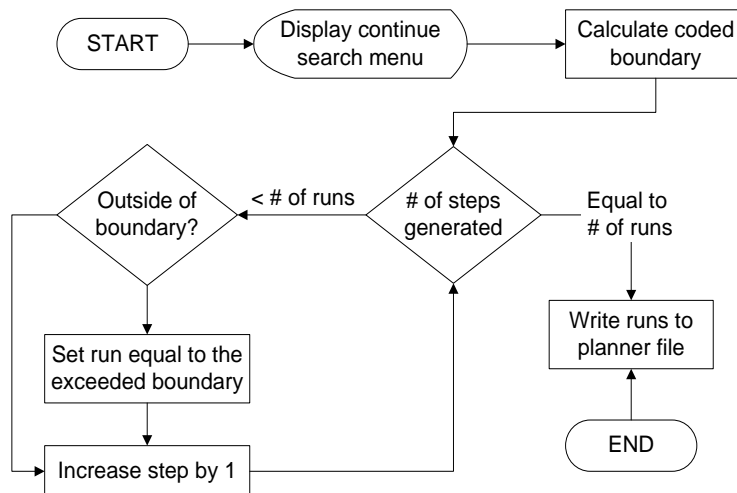 START
Display continue
search menu
Calculate coded
boundary
Outside of
boundary?
< # of runs
# of steps
generated
Equal to
# of runs
Set run equal to the
exceeded boundary
Write runs to
planner file
Increase step by 1
END